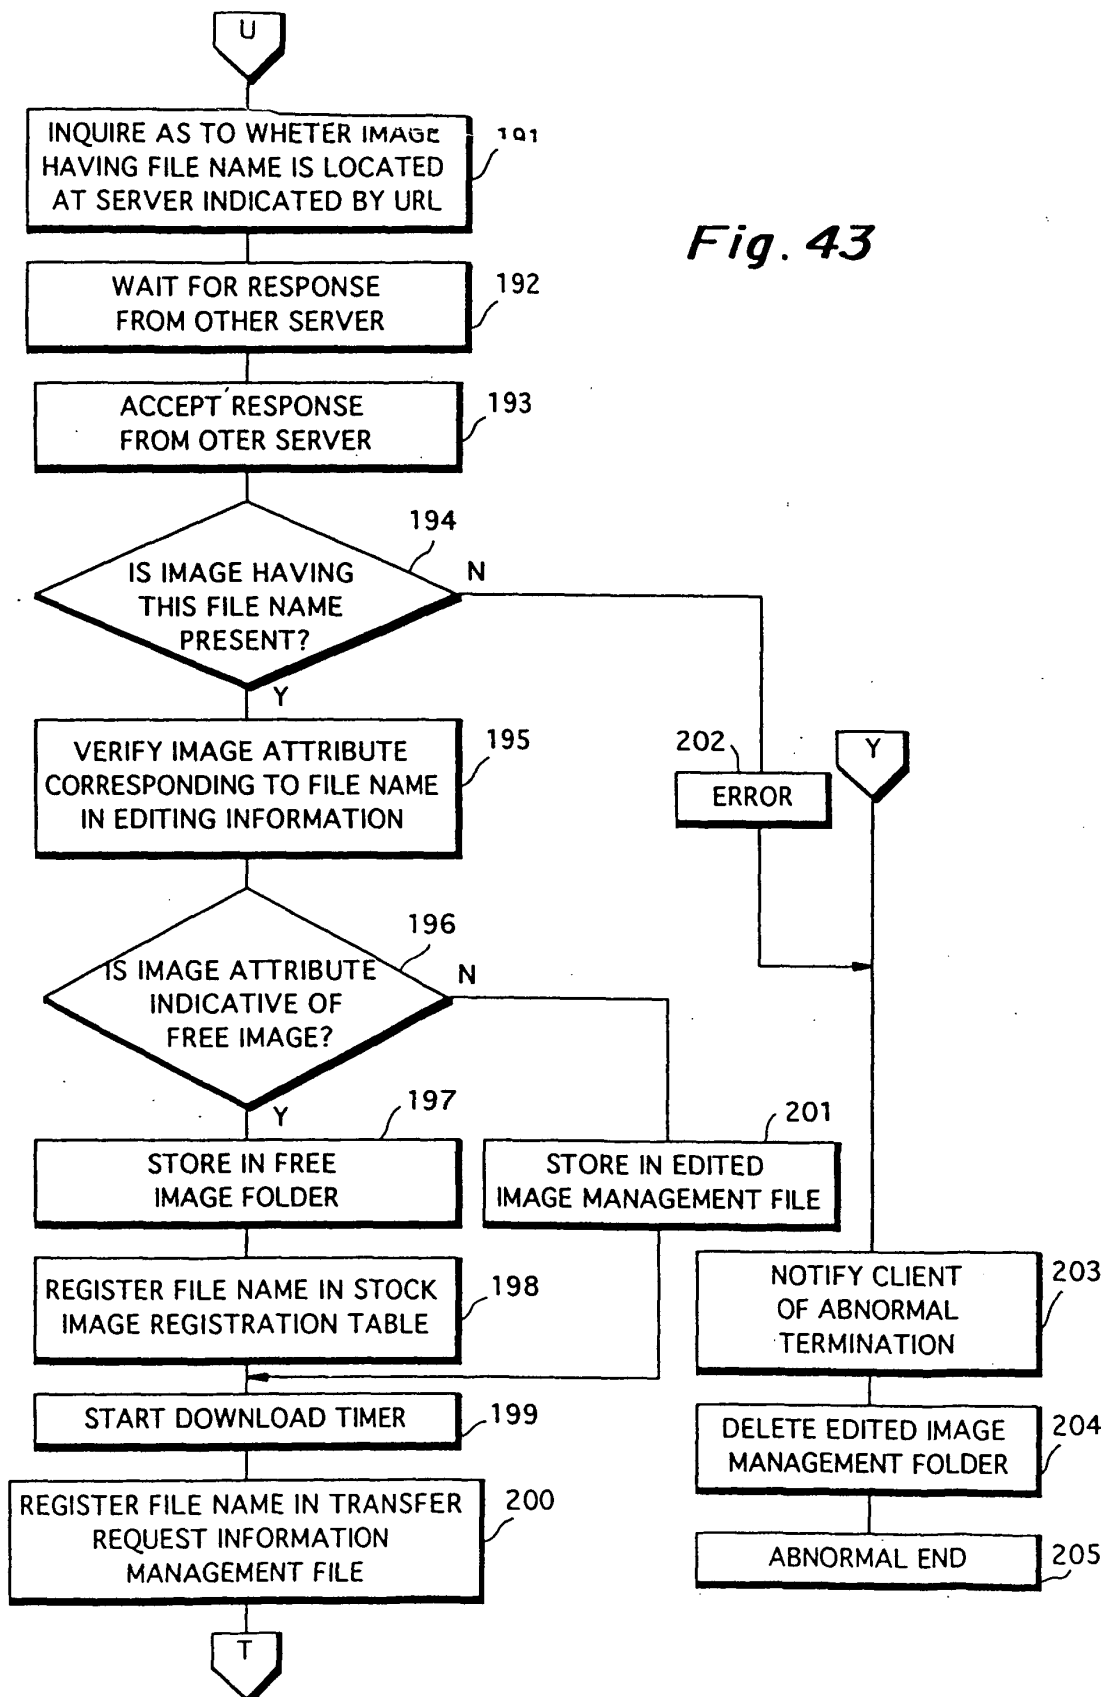 U
INQUIRE AS TO WHETER IMAGE
HAVING FILE NAME IS LOCATED
AT SERVER INDICATED BY URL
191
Fig. 43
WAIT FOR RESPONSE
FROM OTHER SERVER
192
ACCEPT RESPONSE
FROM OTER SERVER
193
194
IS IMAGE HAVING
THIS FILE NAME
PRESENT?
N
Y
VERIFY IMAGE ATTRIBUTE
CORRESPONDING TO FILE NAME
IN EDITING INFORMATION
195
202
ERROR
Y
196
IS IMAGE ATTRIBUTE
INDICATIVE OF
FREE IMAGE?
N
Y
197
STORE IN FREE
IMAGE FOLDER
201
STORE IN EDITED
IMAGE MANAGEMENT FILE
REGISTER FILE NAME IN STOCK
IMAGE REGISTRATION TABLE
198
NOTIFY CLIENT
OF ABNORMAL
TERMINATION
203
START DOWNLOAD TIMER
199
DELETE EDITED IMAGE
MANAGEMENT FOLDER
204
REGISTER FILE NAME IN TRANSFER
REQUEST INFORMATION
MANAGEMENT FILE
200
ABNORMAL END
205
T